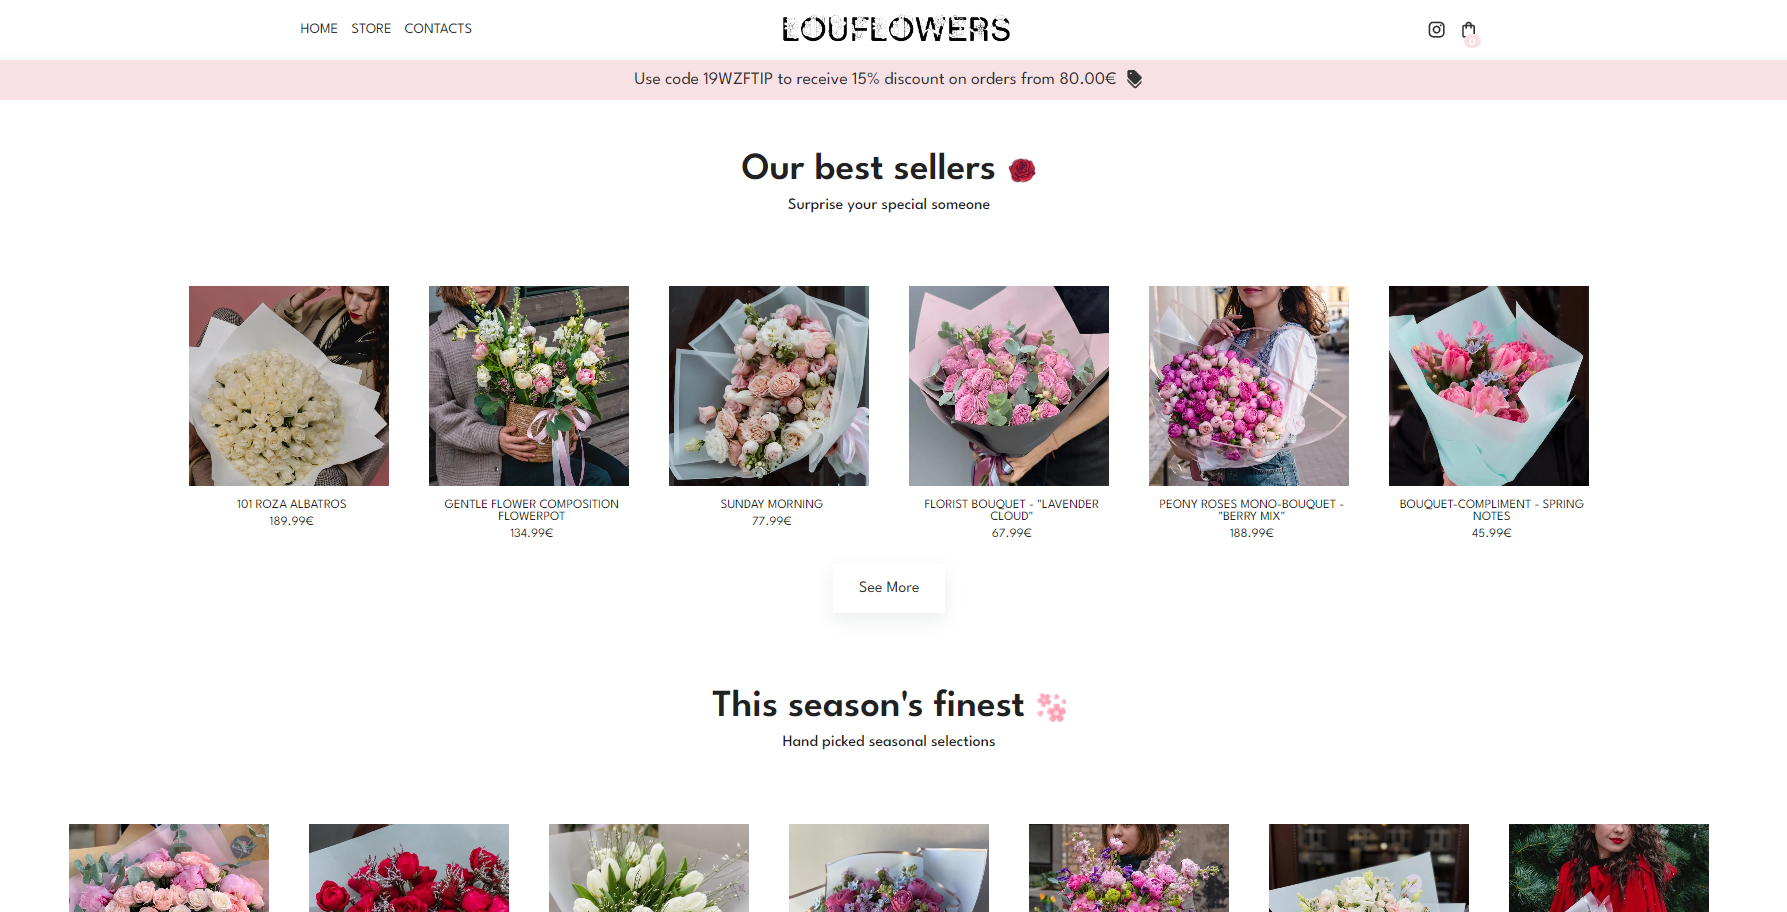 HOME STORE CONTACTS
LOUFLOWERS
Use code 19WZFTIP to receive 15% discount on orders from 80.00€
Our best sellers
Surprise your special someone
101 ROZA ALBATROS
189.99€
GENTLE FLOWER COMPOSITION
FLOWERPOT
134.99€
SUNDAY MORNING
77.99€
FLORIST BOUQUET - "LAVENDER
CLOUD"
67.99€
PEONY ROSES MONO-BOUQUET -
"BERRY MIX"
188.99€
BOUQUET-COMPLIMENT - SPRING
NOTES
45.99€
See More
This season's finest
Hand picked seasonal selections